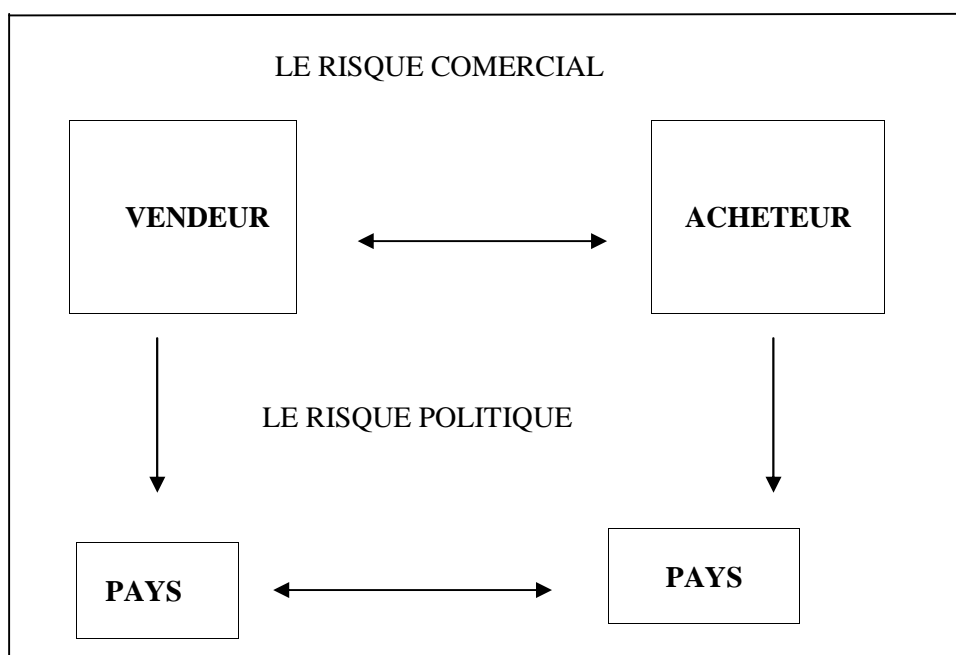 LE RISQUE COMERCIAL
VENDEUR
ACHETEUR
LE RISQUE POLITIQUE
PAYS
PAYS